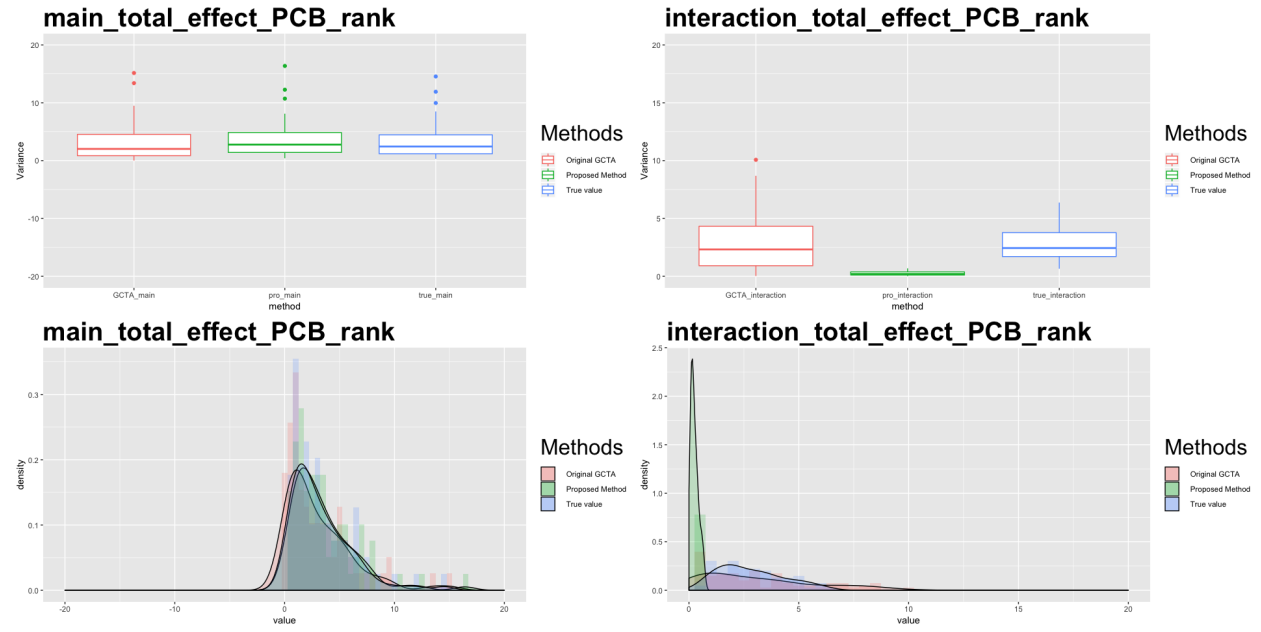 main_total_effect_PCB_rank
20
10
0
-10
-20
Variance
GCTA_main
pro_main
true_main
method
Methods
Original GCTA
Proposed Method
True value
interaction_total_effect_PCB_rank
20
15
10
5
0
Variance
GCTA_interaction
pro_interaction
true_interaction
method
Methods
Original GCTA
Proposed Method
True value
main_total_effect_PCB_rank
0.3
0.2
0.1
0.0
density
-20
-10
0
10
20
value
Methods
Original GCTA
Proposed Method
True value
interaction_total_effect_PCB_rank
2.5
2.0
1.5
1.0
0.5
0.0
density
0
5
10
15
20
value
Methods
Original GCTA
Proposed Method
True value